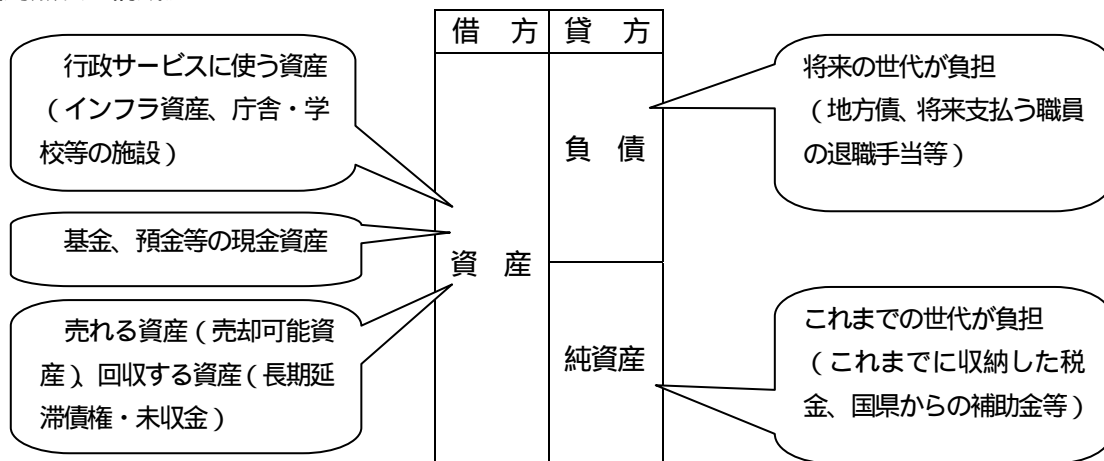 借 方 貸 方
行政サービスに使う資産
(インフラ資産、庁舎・学
校等の施設)
基金、預金等の現金資産
売れる資産(売却可能資
産)、回収する資産(長期延
滞債権・未収金)
資 産
負 債
純資産
将来の世代が負担
(地方債、将来支払う職員
の退職手当等)
これまでの世代が負担
(これまでに収納した税
金、国県からの補助金等)